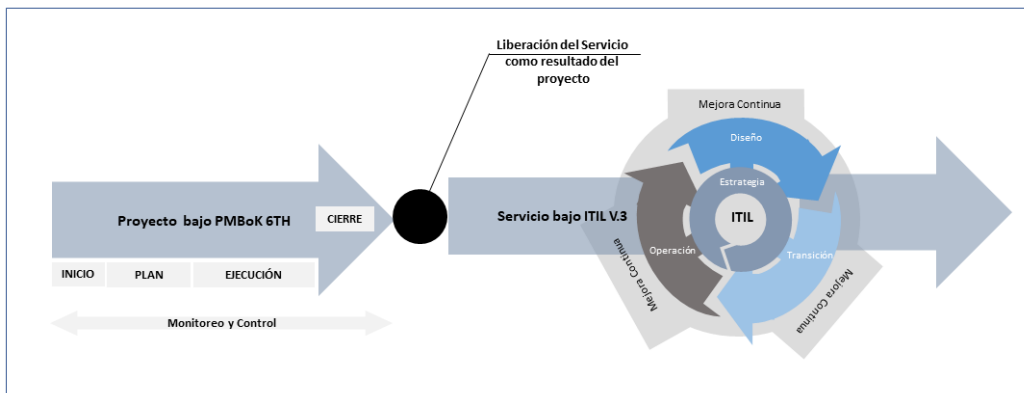 Liberación del Servicio
como resultado del
proyecto
Mejora Continua
Diseño
Estrategia
ITIL
Operación
Transición
Mejora Continua
Mejora Continua
Proyecto bajo PMBoK 6TH
CIERRE
Servicio bajo ITIL V.3
INICIO
PLAN
EJECUCIÓN
Monitoreo y Control